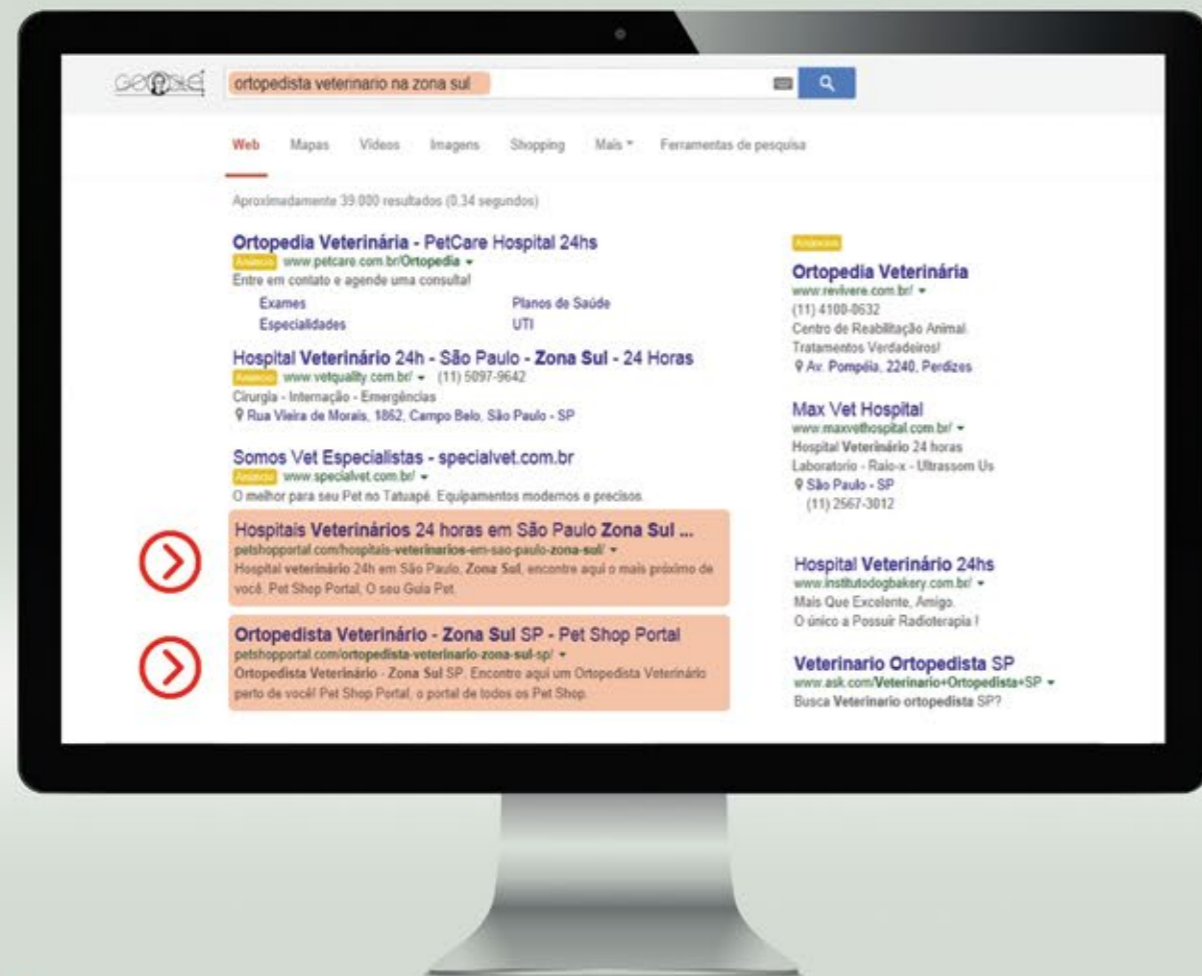 GOOGLE
ortopedista veterinario na zona sul
Web Mapas Vídeos Imagens Shopping Mais Ferramentas de pesquisa
Aproximadamente 39.000 resultados (0,34 segundos)
Ortopedia Veterinária - PetCare Hospital 24hs
Anúncio www.petcare.com.br/Ortopedia
Entre em contato e agende uma consulta!
Exames Planos de Saúde
Especialidades UTI
Hospital Veterinário 24h - São Paulo - Zona Sul - 24 Horas
Anúncio www.vetquality.com.br/ (11) 5097-9642
Cirurgia - Internação - Emergências
Rua Vieira de Morais, 1862, Campo Belo, São Paulo - SP
Somos Vet Especialistas - specialvet.com.br
Anúncio www.specialvet.com.br/
O melhor para seu Pet no Tatuapé. Equipamentos modernos e precisos.
Hospitais Veterinários 24 horas em São Paulo Zona Sul ...
petshopportal.com/hospitais-veterinarios-em-sao-paulo-zona-sul/
Hospital veterinário 24h em São Paulo, Zona Sul, encontre aqui o mais próximo de
você. Pet Shop Portal, O seu Guia Pet.
Ortopedista Veterinário - Zona Sul SP - Pet Shop Portal
petshopportal.com/ortopedista-veterinario-zona-sul-sp/
Ortopedista Veterinário - Zona Sul SP. Encontre aqui um Ortopedista Veterinário
perto de você! Pet Shop Portal, o portal de todos os Pet Shop.
Anúncios
Ortopedia Veterinária
www.revivere.com.br/
(11) 4100-0632
Centro de Reabilitação Animal.
Tratamentos Verdadeiros!
Av. Pompéia, 2240, Perdizes
Max Vet Hospital
www.maxvethospital.com.br/
Hospital Veterinário 24 horas
Laboratorio - Raio-x - Ultrassom Us
São Paulo - SP
(11) 2567-3012
Hospital Veterinário 24hs
www.institutodogbakery.com.br/
Mais Que Excelente, Amigo.
O único a Possuir Radioterapia !
Veterinario Ortopedista SP
www.ask.com/Veterinario+Ortopedista+SP
Busca Veterinario ortopedista SP?